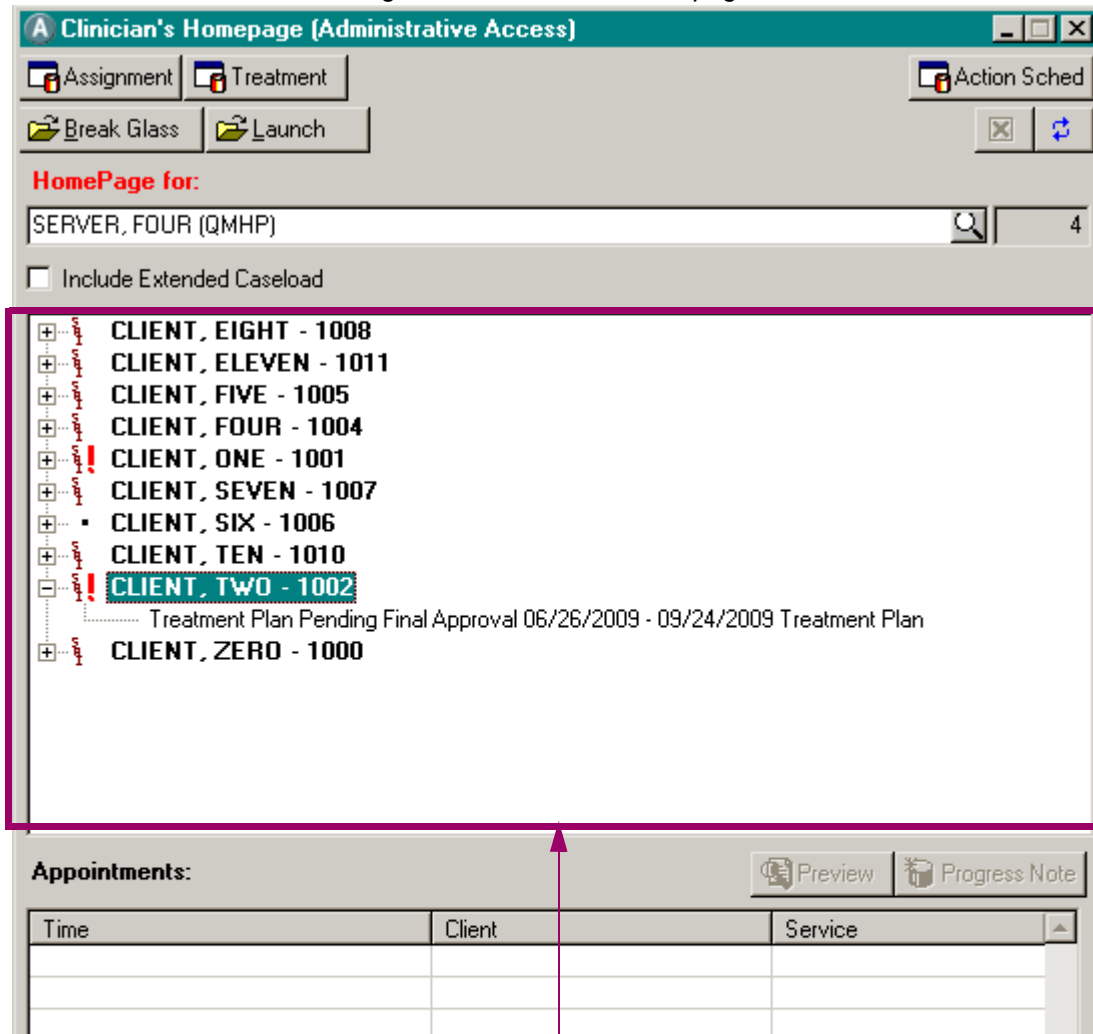 Clinician's Homepage (Administrative Access)
Assignment Treatment Action Sched
Break Glass Launch
HomePage for:
SERVER, FOUR (QMHP) 4
Include Extended Caseload
CLIENT, EIGHT - 1008
CLIENT, ELEVEN - 1011
CLIENT, FIVE - 1005
CLIENT, FOUR - 1004
CLIENT, ONE - 1001
CLIENT, SEVEN - 1007
CLIENT, SIX - 1006
CLIENT, TEN - 1010
CLIENT, TWO - 1002
Treatment Plan Pending Final Approval 06/26/2009 - 09/24/2009 Treatment Plan
CLIENT, ZERO - 1000
Appointments: Preview Progress Note
Time Client Service